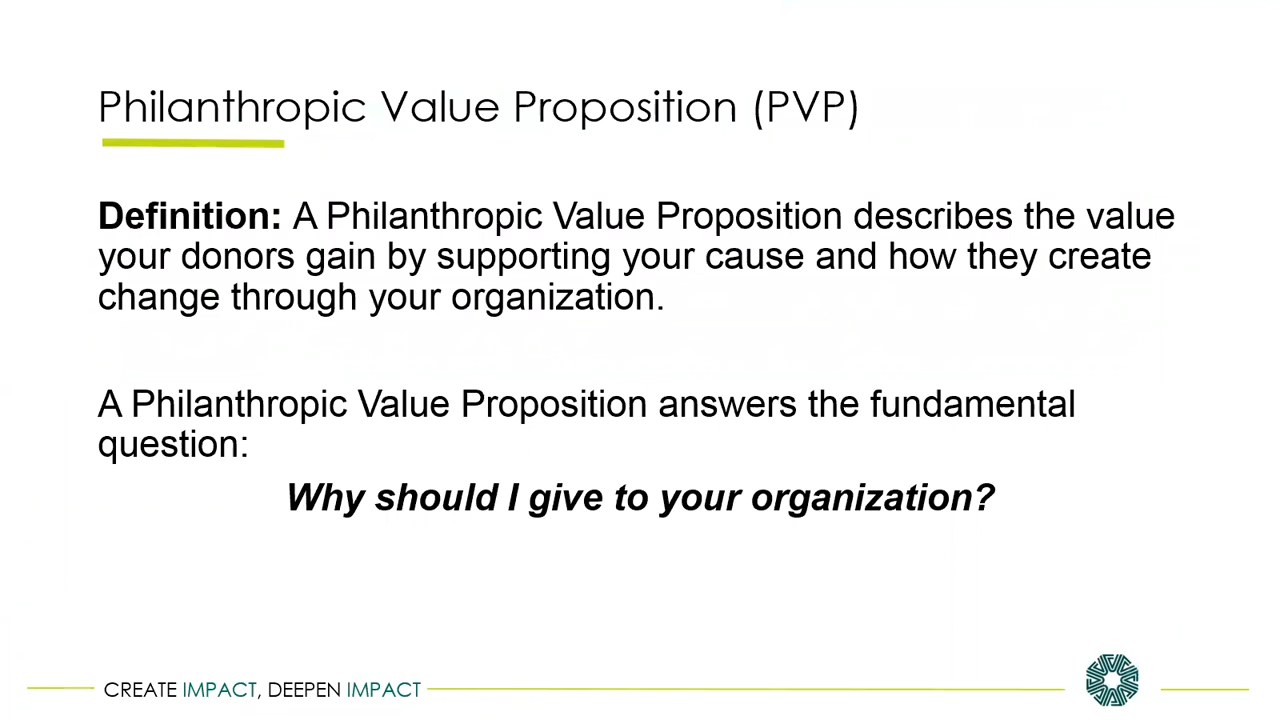 Philanthropic Value Proposition (PVP)
Definition: A Philanthropic Value Proposition describes the value
your donors gain by supporting your cause and how they create
change through your organization.
A Philanthropic Value Proposition answers the fundamental
question:
Why should I give to your organization?
CREATE IMPACT, DEEPEN IMPACT